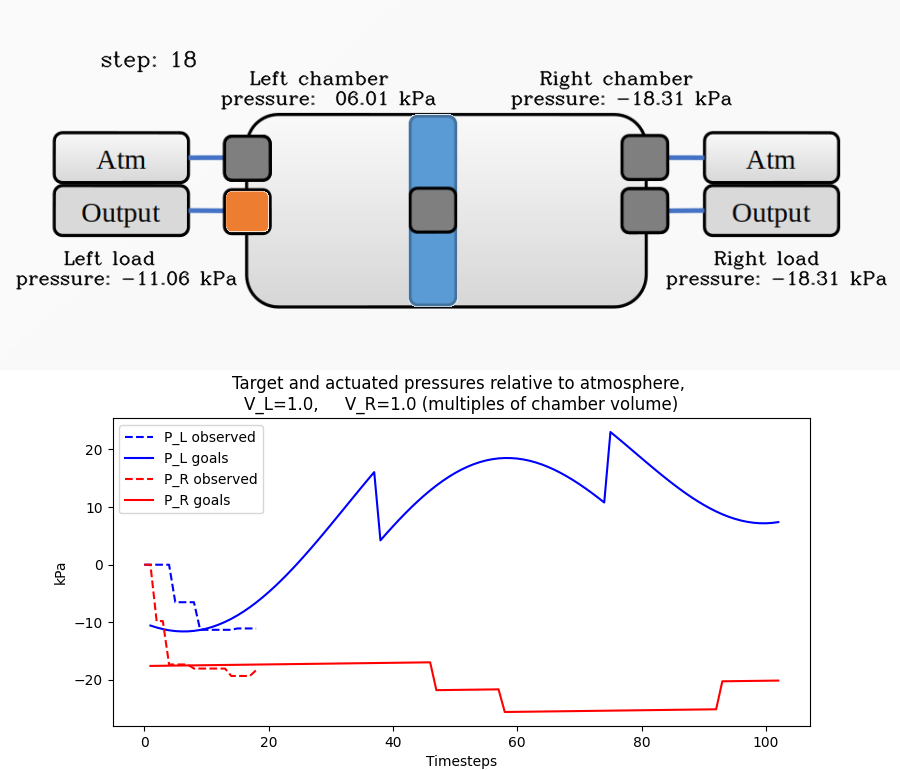 step: 18
Left chamber
pressure:  06.01 kPa
Right chamber
pressure: −18.31 kPa
Atm
Output
Atm
Output
Left load
pressure: −11.06 kPa
Right load
pressure: −18.31 kPa
Target and actuated pressures relative to atmosphere,
V_L=1.0,     V_R=1.0 (multiples of chamber volume)
P_L observed
P_L goals
P_R observed
P_R goals
kPa
20
10
0
−10
−20
0 20 40 60 80 100
Timesteps